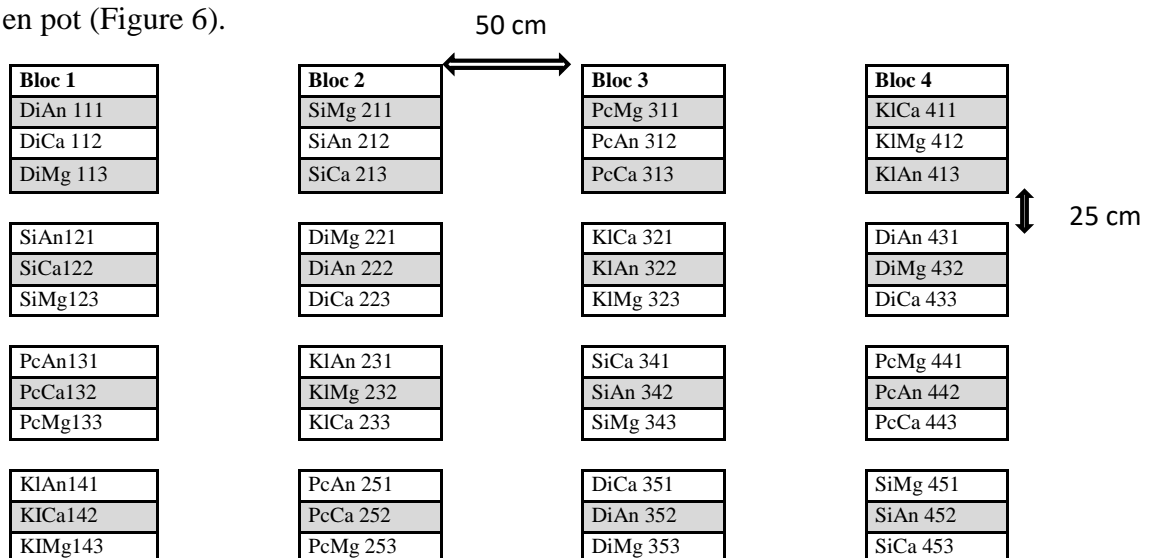 en pot (Figure 6).
50 cm
Bloc 1
DiAn 111
DiCa 112
DiMg 113
SiAn121
SiCa122
SiMg123
PcAn131
PcCa132
PcMg133
KlAn141
KICa142
KIMg143
Bloc 2
SiMg 211
SiAn 212
SiCa 213
DiMg 221
DiAn 222
DiCa 223
KlAn 231
KlMg 232
KlCa 233
PcAn 251
PcCa 252
PcMg 253
Bloc 3
PcMg 311
PcAn 312
PcCa 313
KlCa 321
KlAn 322
KlMg 323
SiCa 341
SiAn 342
SiMg 343
DiCa 351
DiAn 352
DiMg 353
Bloc 4
KlCa 411
KlMg 412
KlAn 413
DiAn 431
DiMg 432
DiCa 433
PcMg 441
PcAn 442
PcCa 443
SiMg 451
SiAn 452
SiCa 453
25 cm